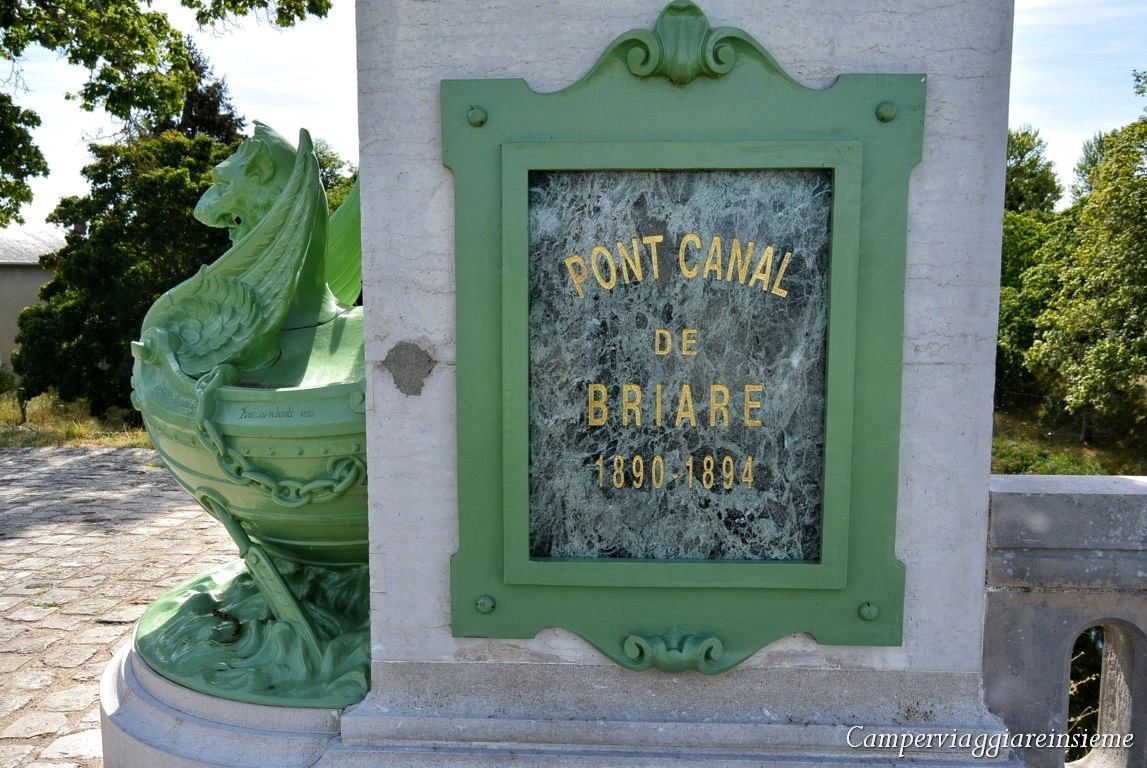 PONT CANAL
DE
BRIARE
1890-1894
Camperviaggiareinsieme